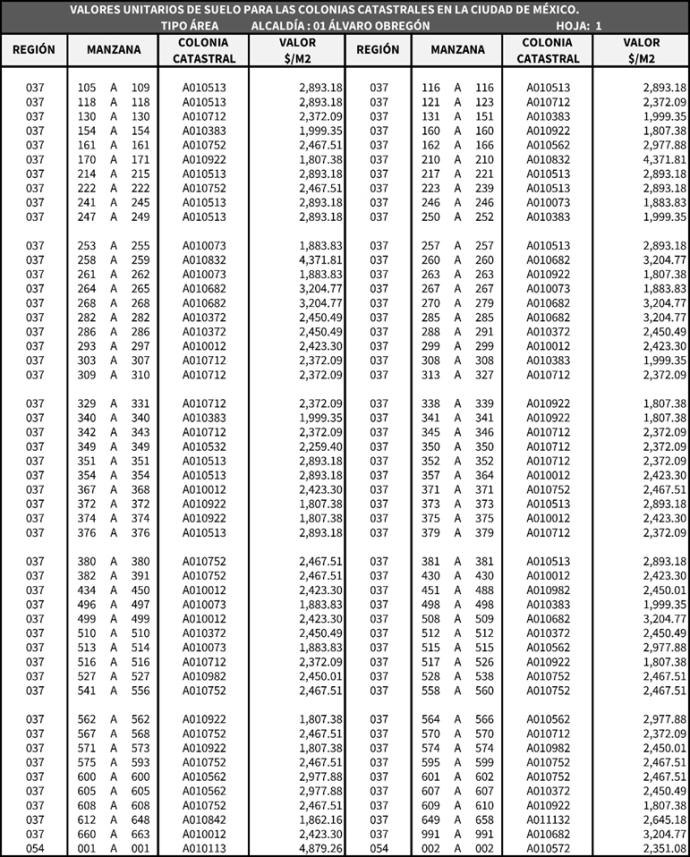 VALORES UNITARIOS DE SUELO PARA LAS COLONIAS CATASTRALES EN LA CIUDAD DE MÉXICO.
TIPO ÁREA ALCALDÍA : 01 ÁLVARO OBREGÓN HOJA: 1
REGIÓN MANZANA COLONIA CATASTRAL VALOR $/M2 REGIÓN MANZANA COLONIA CATASTRAL VALOR $/M2
037 105 A 109 A010513 2,893.18 037 116 A 116 A010513 2,893.18
037 118 A 118 A010513 2,893.18 037 121 A 123 A010712 2,372.09
037 130 A 130 A010712 2,372.09 037 131 A 151 A010383 1,999.35
037 154 A 154 A010383 1,999.35 037 160 A 160 A010922 1,807.38
037 161 A 161 A010752 2,467.51 037 162 A 166 A010562 2,977.88
037 170 A 171 A010922 1,807.38 037 210 A 210 A010832 4,371.81
037 214 A 215 A010513 2,893.18 037 217 A 221 A010513 2,893.18
037 222 A 222 A010752 2,467.51 037 223 A 239 A010513 2,893.18
037 241 A 245 A010513 2,893.18 037 246 A 246 A010073 1,883.83
037 247 A 249 A010513 2,893.18 037 250 A 252 A010383 1,999.35
037 253 A 255 A010073 1,883.83 037 257 A 257 A010513 2,893.18
037 258 A 259 A010832 4,371.81 037 260 A 260 A010682 3,204.77
037 261 A 262 A010073 1,883.83 037 263 A 263 A010922 1,807.38
037 264 A 265 A010682 3,204.77 037 267 A 267 A010073 1,883.83
037 268 A 268 A010682 3,204.77 037 270 A 279 A010682 3,204.77
037 282 A 282 A010372 2,450.49 037 285 A 285 A010682 3,204.77
037 286 A 286 A010372 2,450.49 037 288 A 291 A010372 2,450.49
037 293 A 297 A010012 2,423.30 037 299 A 299 A010012 2,423.30
037 303 A 307 A010712 2,372.09 037 308 A 308 A010383 1,999.35
037 309 A 310 A010712 2,372.09 037 313 A 327 A010712 2,372.09
037 329 A 331 A010712 2,372.09 037 338 A 339 A010922 1,807.38
037 340 A 340 A010383 1,999.35 037 341 A 341 A010922 1,807.38
037 342 A 343 A010712 2,372.09 037 345 A 346 A010712 2,372.09
037 349 A 349 A010532 2,259.40 037 350 A 350 A010712 2,372.09
037 351 A 351 A010513 2,893.18 037 352 A 352 A010712 2,372.09
037 354 A 354 A010513 2,893.18 037 357 A 364 A010012 2,423.30
037 367 A 368 A010012 2,423.30 037 371 A 371 A010752 2,467.51
037 372 A 372 A010922 1,807.38 037 373 A 373 A010513 2,893.18
037 374 A 374 A010922 1,807.38 037 375 A 375 A010012 2,423.30
037 376 A 376 A010513 2,893.18 037 379 A 379 A010712 2,372.09
037 380 A 380 A010752 2,467.51 037 381 A 381 A010513 2,893.18
037 382 A 391 A010752 2,467.51 037 430 A 430 A010012 2,423.30
037 434 A 450 A010012 2,423.30 037 451 A 488 A010982 2,450.01
037 496 A 497 A010073 1,883.83 037 498 A 498 A010383 1,999.35
037 499 A 499 A010012 2,423.30 037 508 A 509 A010682 3,204.77
037 510 A 510 A010372 2,450.49 037 512 A 512 A010372 2,450.49
037 513 A 514 A010073 1,883.83 037 515 A 515 A010562 2,977.88
037 516 A 516 A010712 2,372.09 037 517 A 526 A010922 1,807.38
037 527 A 527 A010982 2,450.01 037 528 A 538 A010752 2,467.51
037 541 A 556 A010752 2,467.51 037 558 A 560 A010752 2,467.51
037 562 A 562 A010922 1,807.38 037 564 A 566 A010562 2,977.88
037 567 A 568 A010752 2,467.51 037 570 A 570 A010712 2,372.09
037 571 A 573 A010922 1,807.38 037 574 A 574 A010982 2,450.01
037 575 A 593 A010752 2,467.51 037 595 A 599 A010752 2,467.51
037 600 A 600 A010562 2,977.88 037 601 A 602 A010752 2,467.51
037 605 A 605 A010562 2,977.88 037 606 A 607 A010372 2,450.49
037 608 A 608 A010752 2,467.51 037 609 A 610 A010922 1,807.38
037 612 A 648 A010842 1,862.16 037 649 A 658 A011132 2,645.18
037 660 A 663 A010012 2,423.30 037 991 A 991 A010682 3,204.77
054 001 A 001 A010113 4,879.26 054 002 A 002 A010572 2,351.08